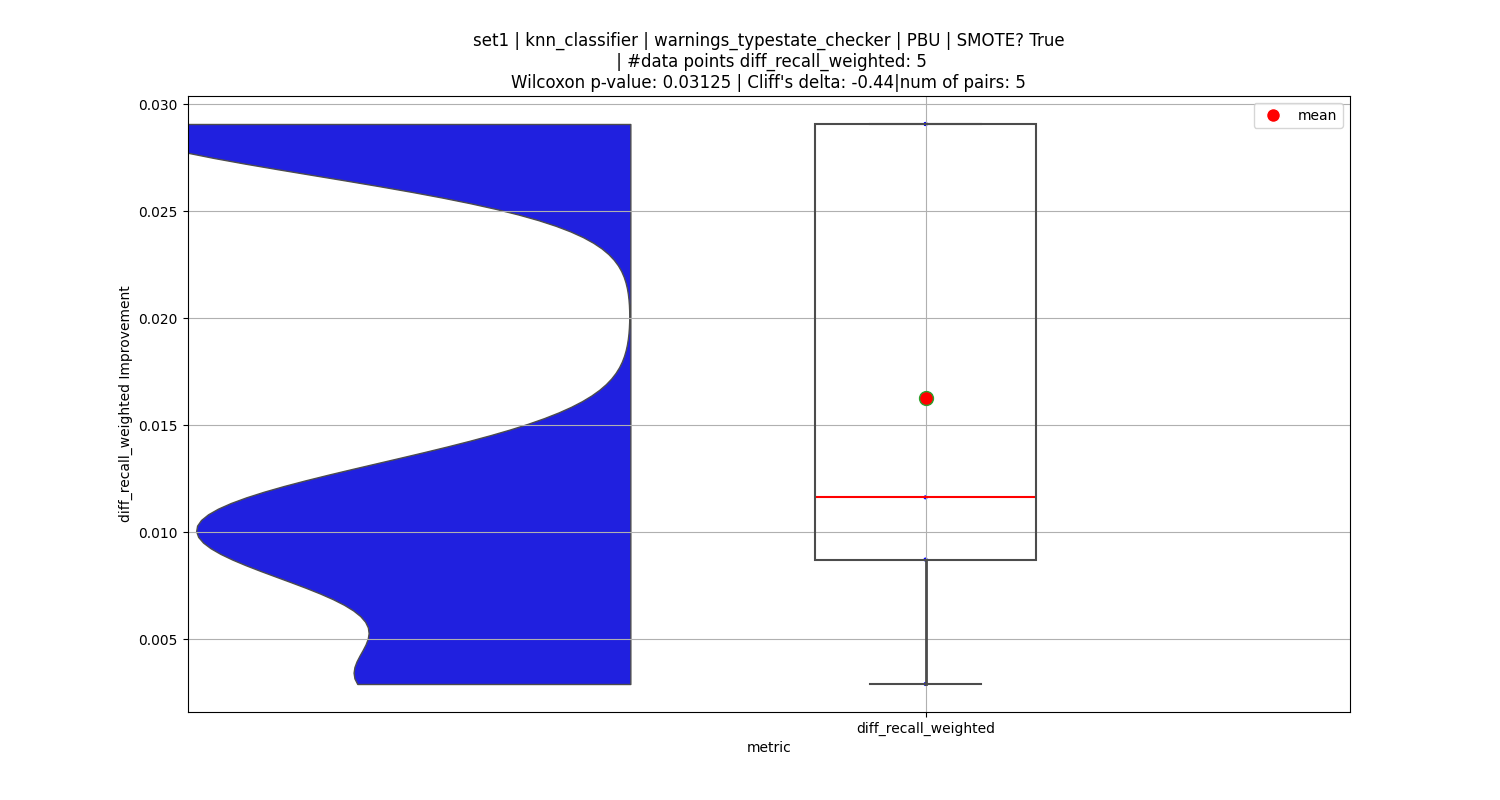 set1 | knn_classifier | warnings_typestate_checker | PBU | SMOTE? True
| #data points diff_recall_weighted: 5
Wilcoxon p-value: 0.03125 | Cliff's delta: -0.44|num of pairs: 5
mean
0.030
0.025
0.020
0.015
0.010
0.005
diff_recall_weighted Improvement
diff_recall_weighted
metric